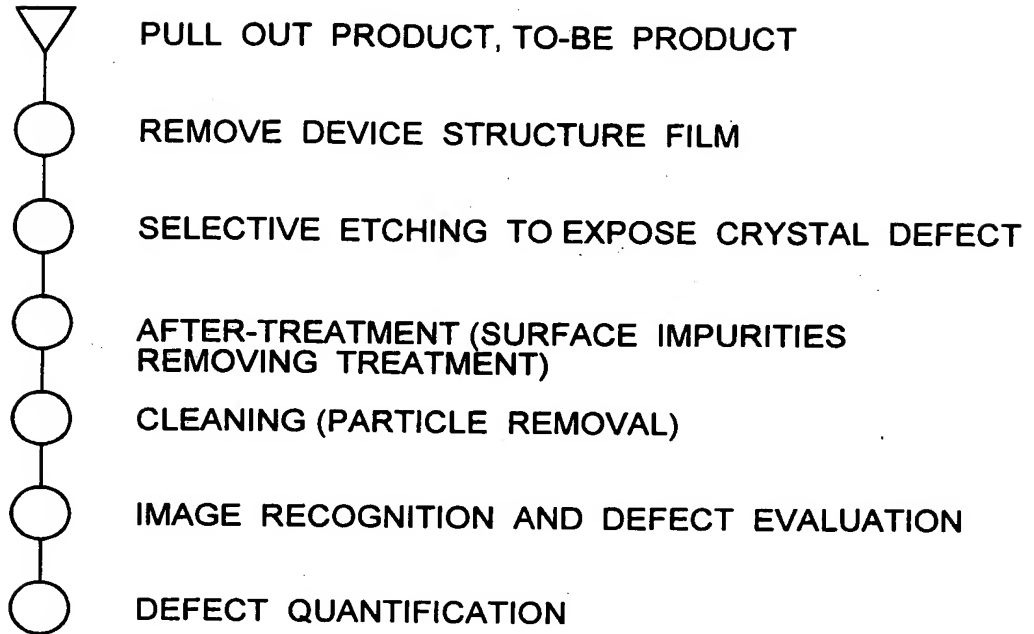 PULL OUT PRODUCT, TO-BE PRODUCT
REMOVE DEVICE STRUCTURE FILM
SELECTIVE ETCHING TO EXPOSE CRYSTAL DEFECT
AFTER-TREATMENT (SURFACE IMPURITIES
REMOVING TREATMENT)
CLEANING (PARTICLE REMOVAL)
IMAGE RECOGNITION AND DEFECT EVALUATION
DEFECT QUANTIFICATION